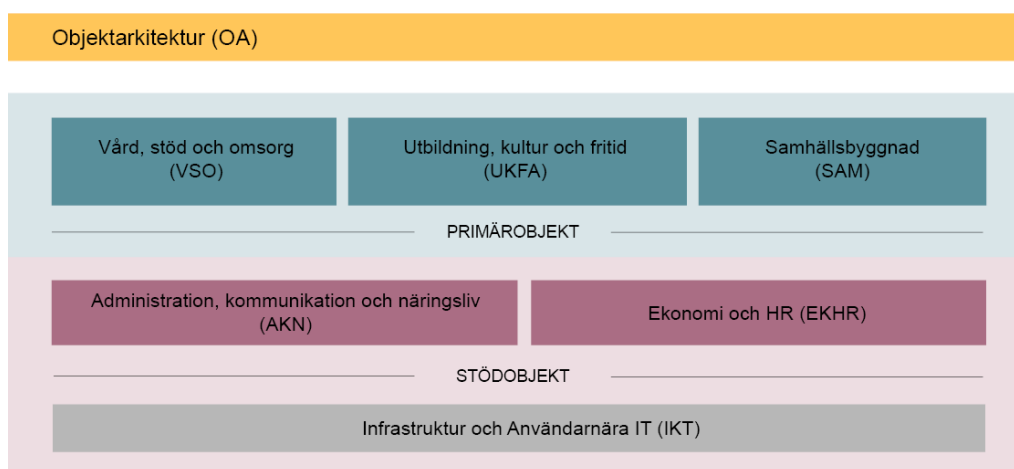 Objektarkitektur (OA)
Vård, stöd och omsorg
(VSO)
Utbildning, kultur och fritid
(UKFA)
Samhällsbyggnad
(SAM)
PRIMÄROBJEKT
Administration, kommunikation och näringsliv
(AKN)
Ekonomi och HR (EKHR)
STÖDOBJEKT
Infrastruktur och Användarnära IT (IKT)